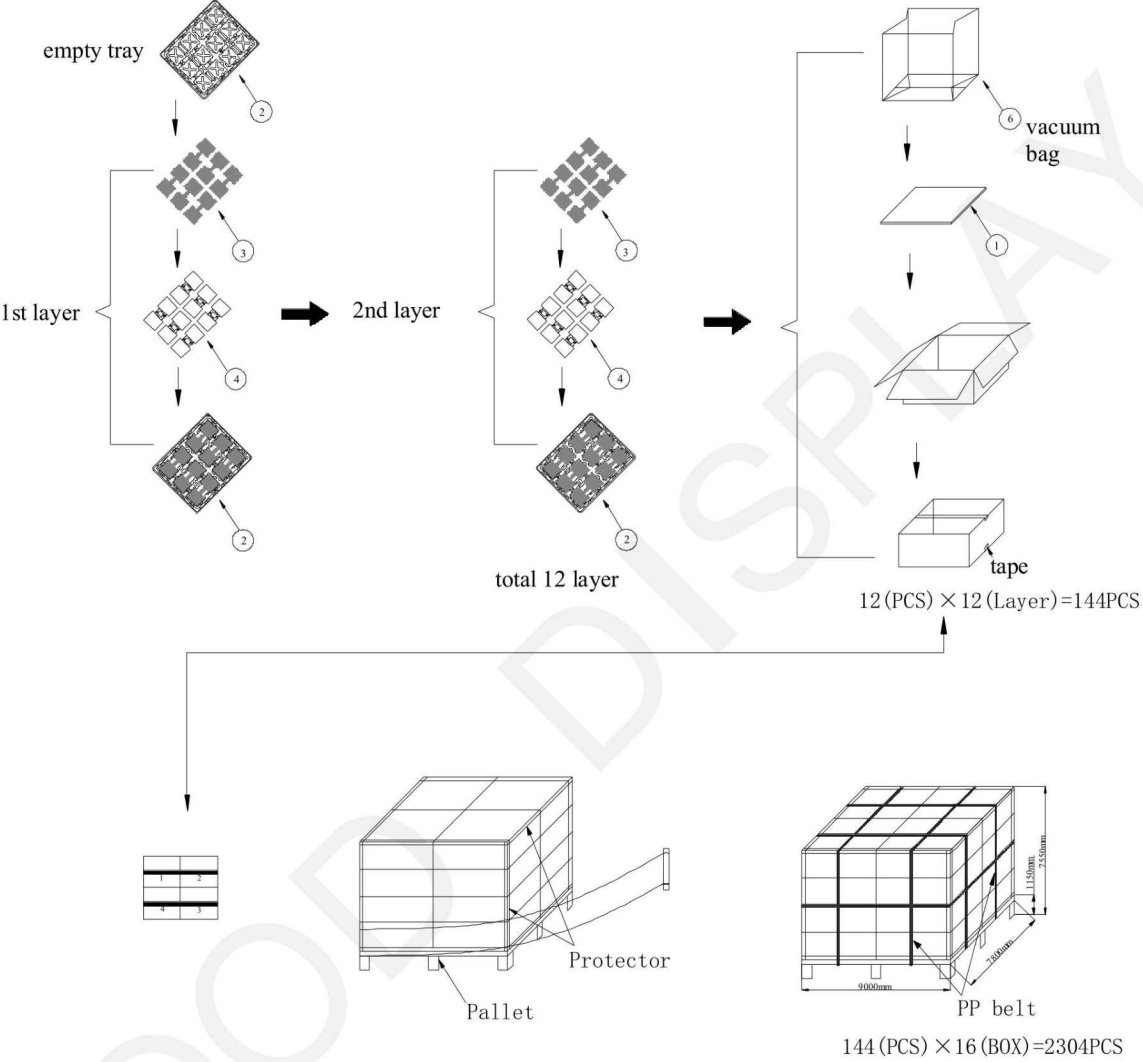 empty tray
2
3
1st layer
4
2
2nd layer
3
4
2
total 12 layer
6
vacuum
bag
1
tape
12(PCS)×12(Layer)=144PCS
1 2
4 3
Protector
Pallet
7550mm
1150mm
7800mm
9000mm
PP belt
144(PCS)×16(BOX)=2304PCS
OOD DISPLAY